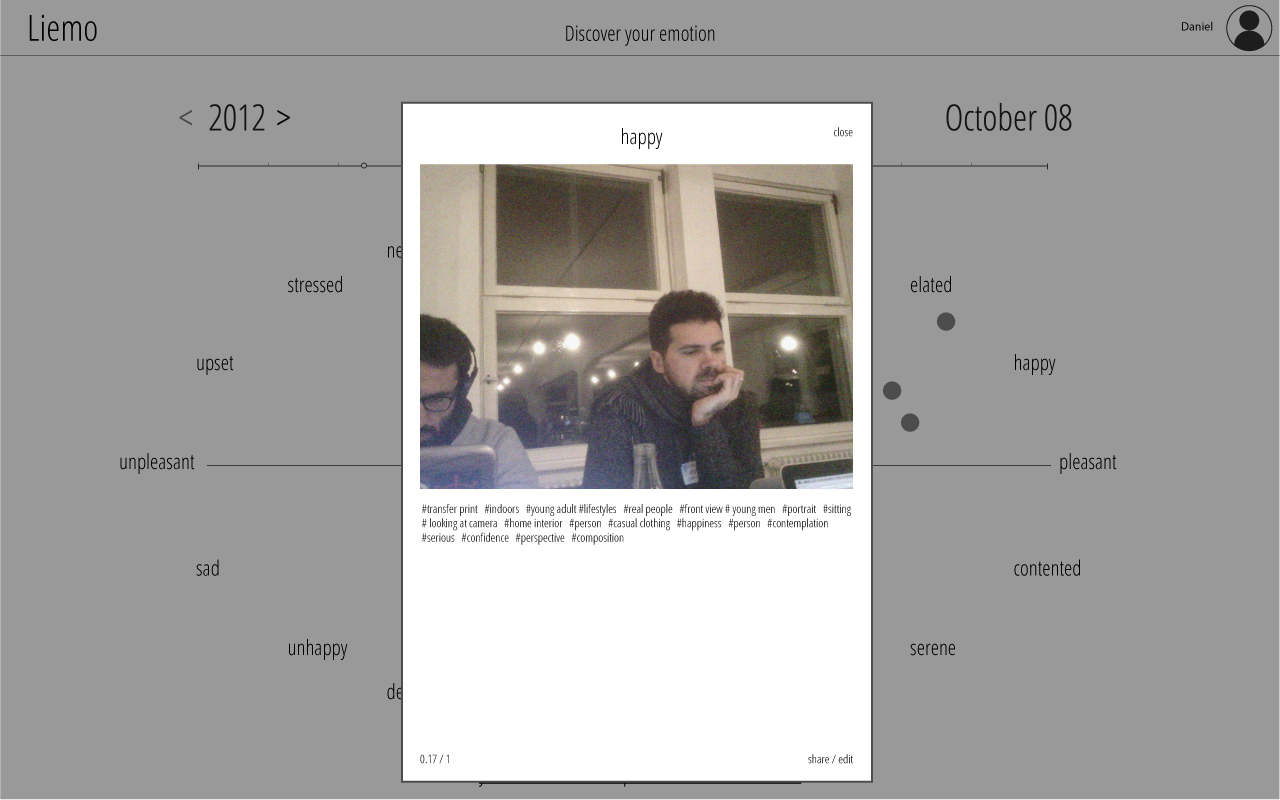 Liemo
Discover your emotion
Daniel
< 2012 >
October 08
happy
close
ne
stressed
elated
upset
happy
unpleasant
pleasant
#transfer print #indoors #young adult #lifestyles #real people #front view # young men #portrait #sitting
# looking at camera #home interior #person #casual clothing #happiness #person #contemplation
#serious #confidence #perspective #composition
sad
contented
unhappy
serene
de
0.17 / 1
share / edit